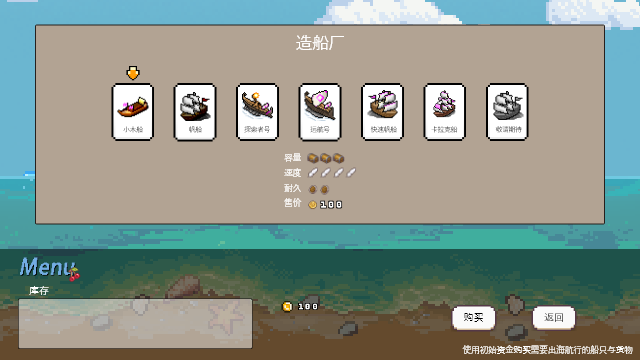 造船厂
小木船 帆船 探索者号 运航号 快速帆船 卡拉克船 敬请期待
容量
速度
耐久
售价 100
Menu
库存
100
购买 返回
使用初始资金购买需要出海航行的船只与货物